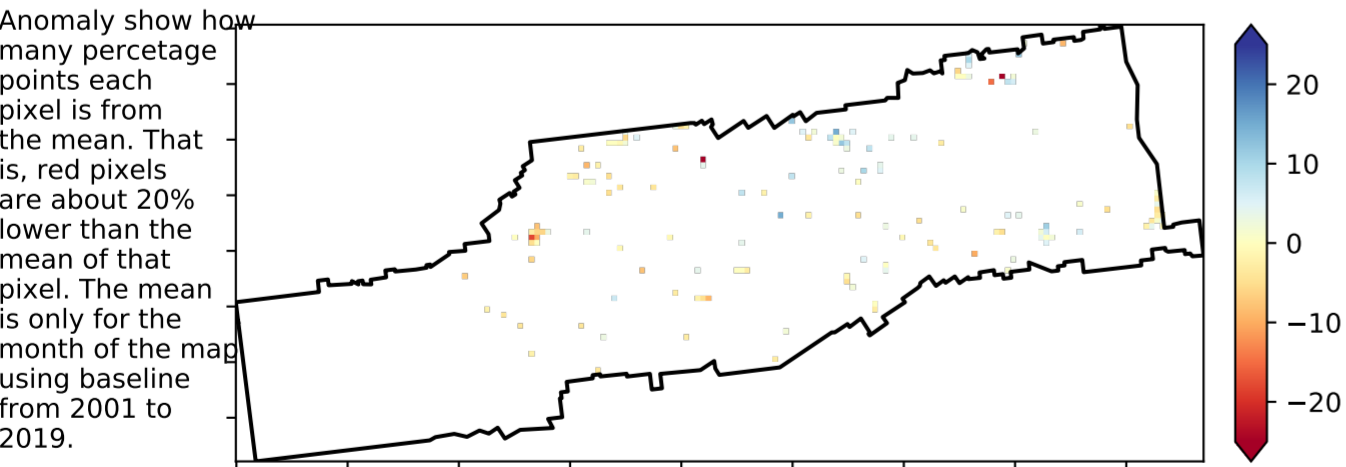 Anomaly show how
many percetage
points each
pixel is from
the mean. That
is, red pixels
are about 20%
lower than the
mean of that
pixel. The mean
is only for the
month of the map
using baseline
from 2001 to
2019.
20
10
0
−10
−20